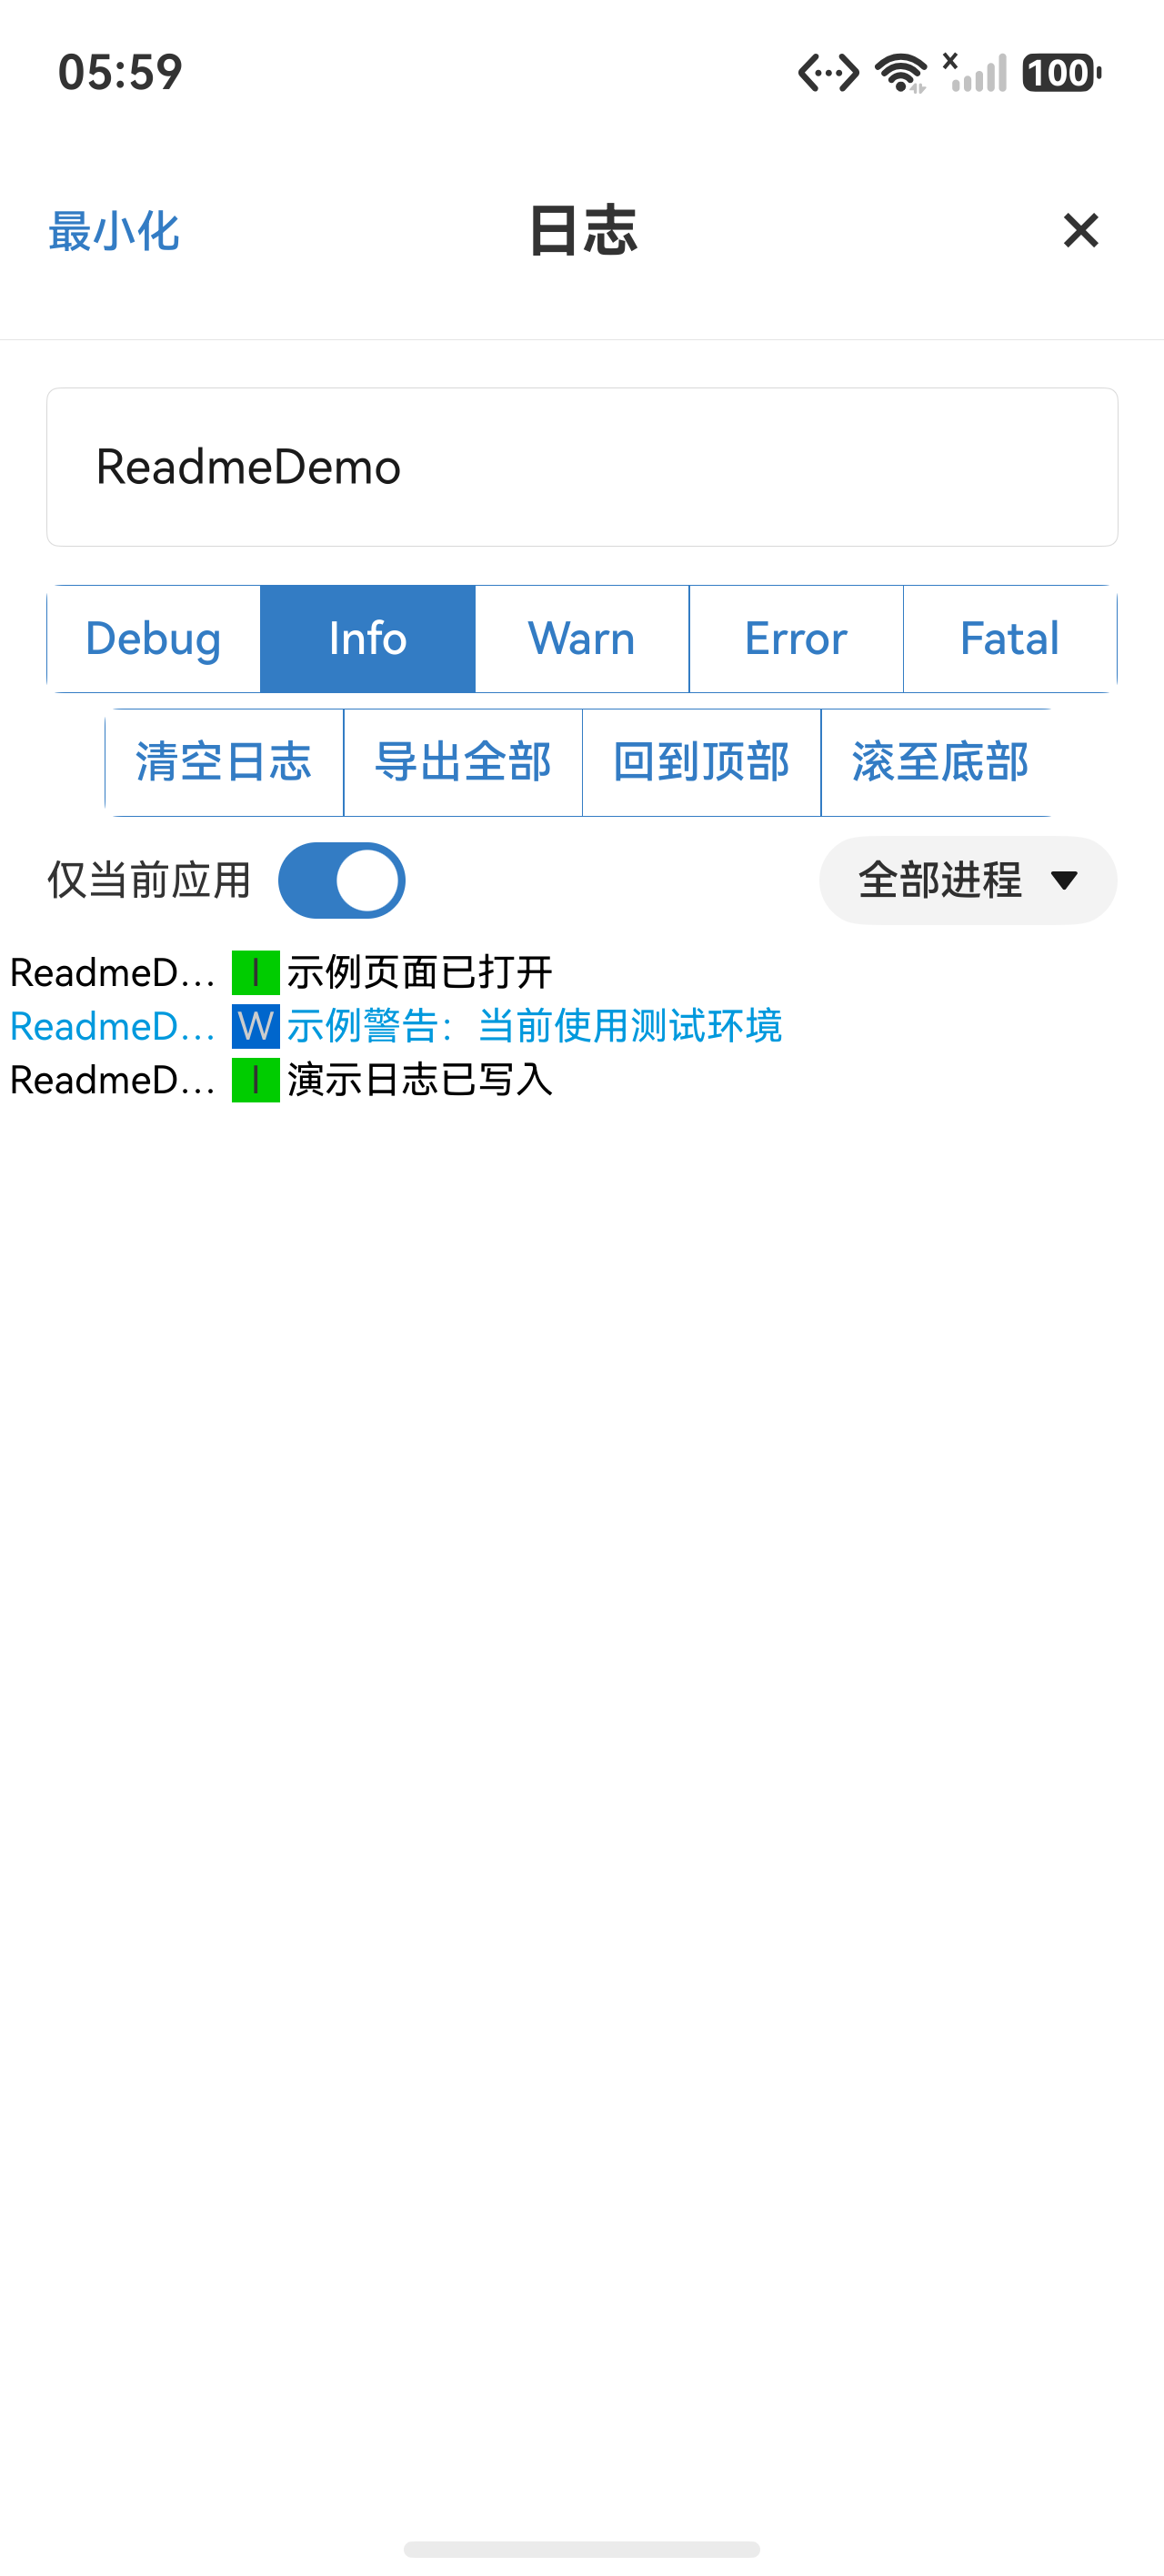 05:59 100
最小化 日志
ReadmeDemo
Debug Info Warn Error Fatal
清空日志 导出全部 回到顶部 滚至底部
仅当前应用 全部进程
ReadmeD... I 示例页面已打开
ReadmeD... W 示例警告：当前使用测试环境
ReadmeD... I 演示日志已写入